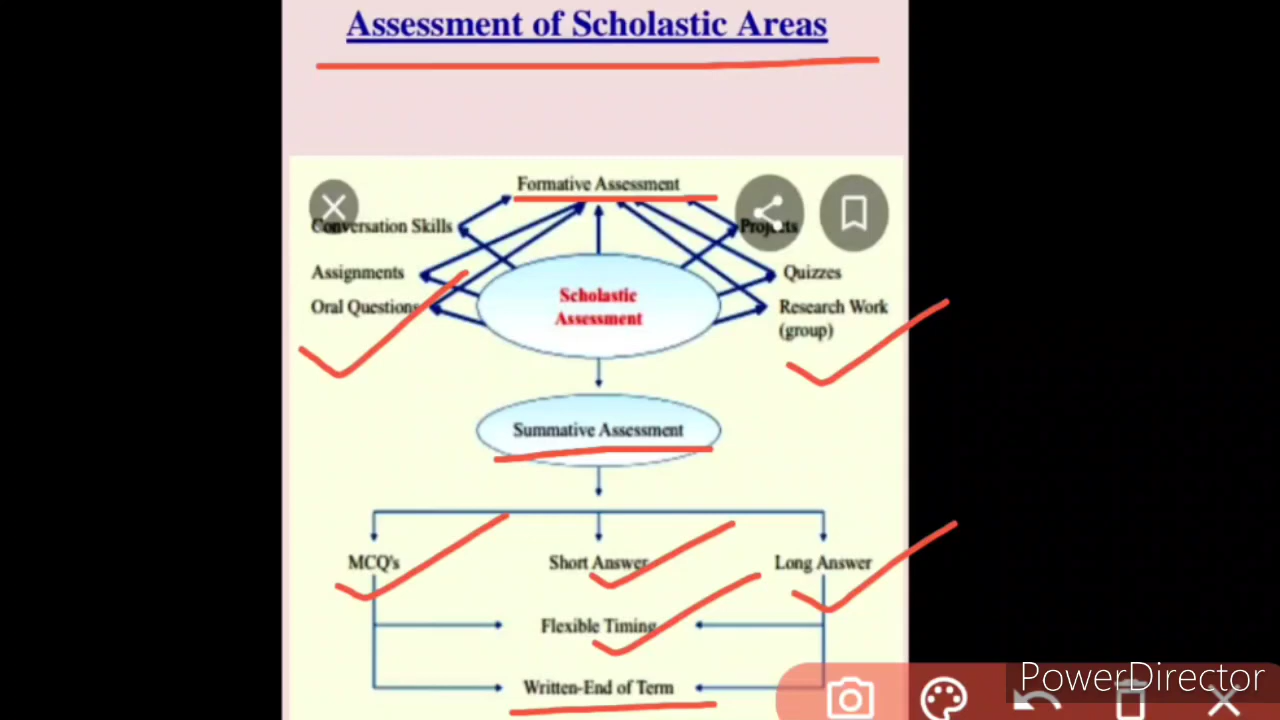 Assessment of Scholastic Areas
Formative Assessment
Conversation Skills
Projects
Assignments
Quizzes
Oral Questions
Research Work
(group)
Scholastic
Assessment
Summative Assessment
MCQ's
Short Answer
Long Answer
Flexible Timing
Written-End of Term
PowerDirector